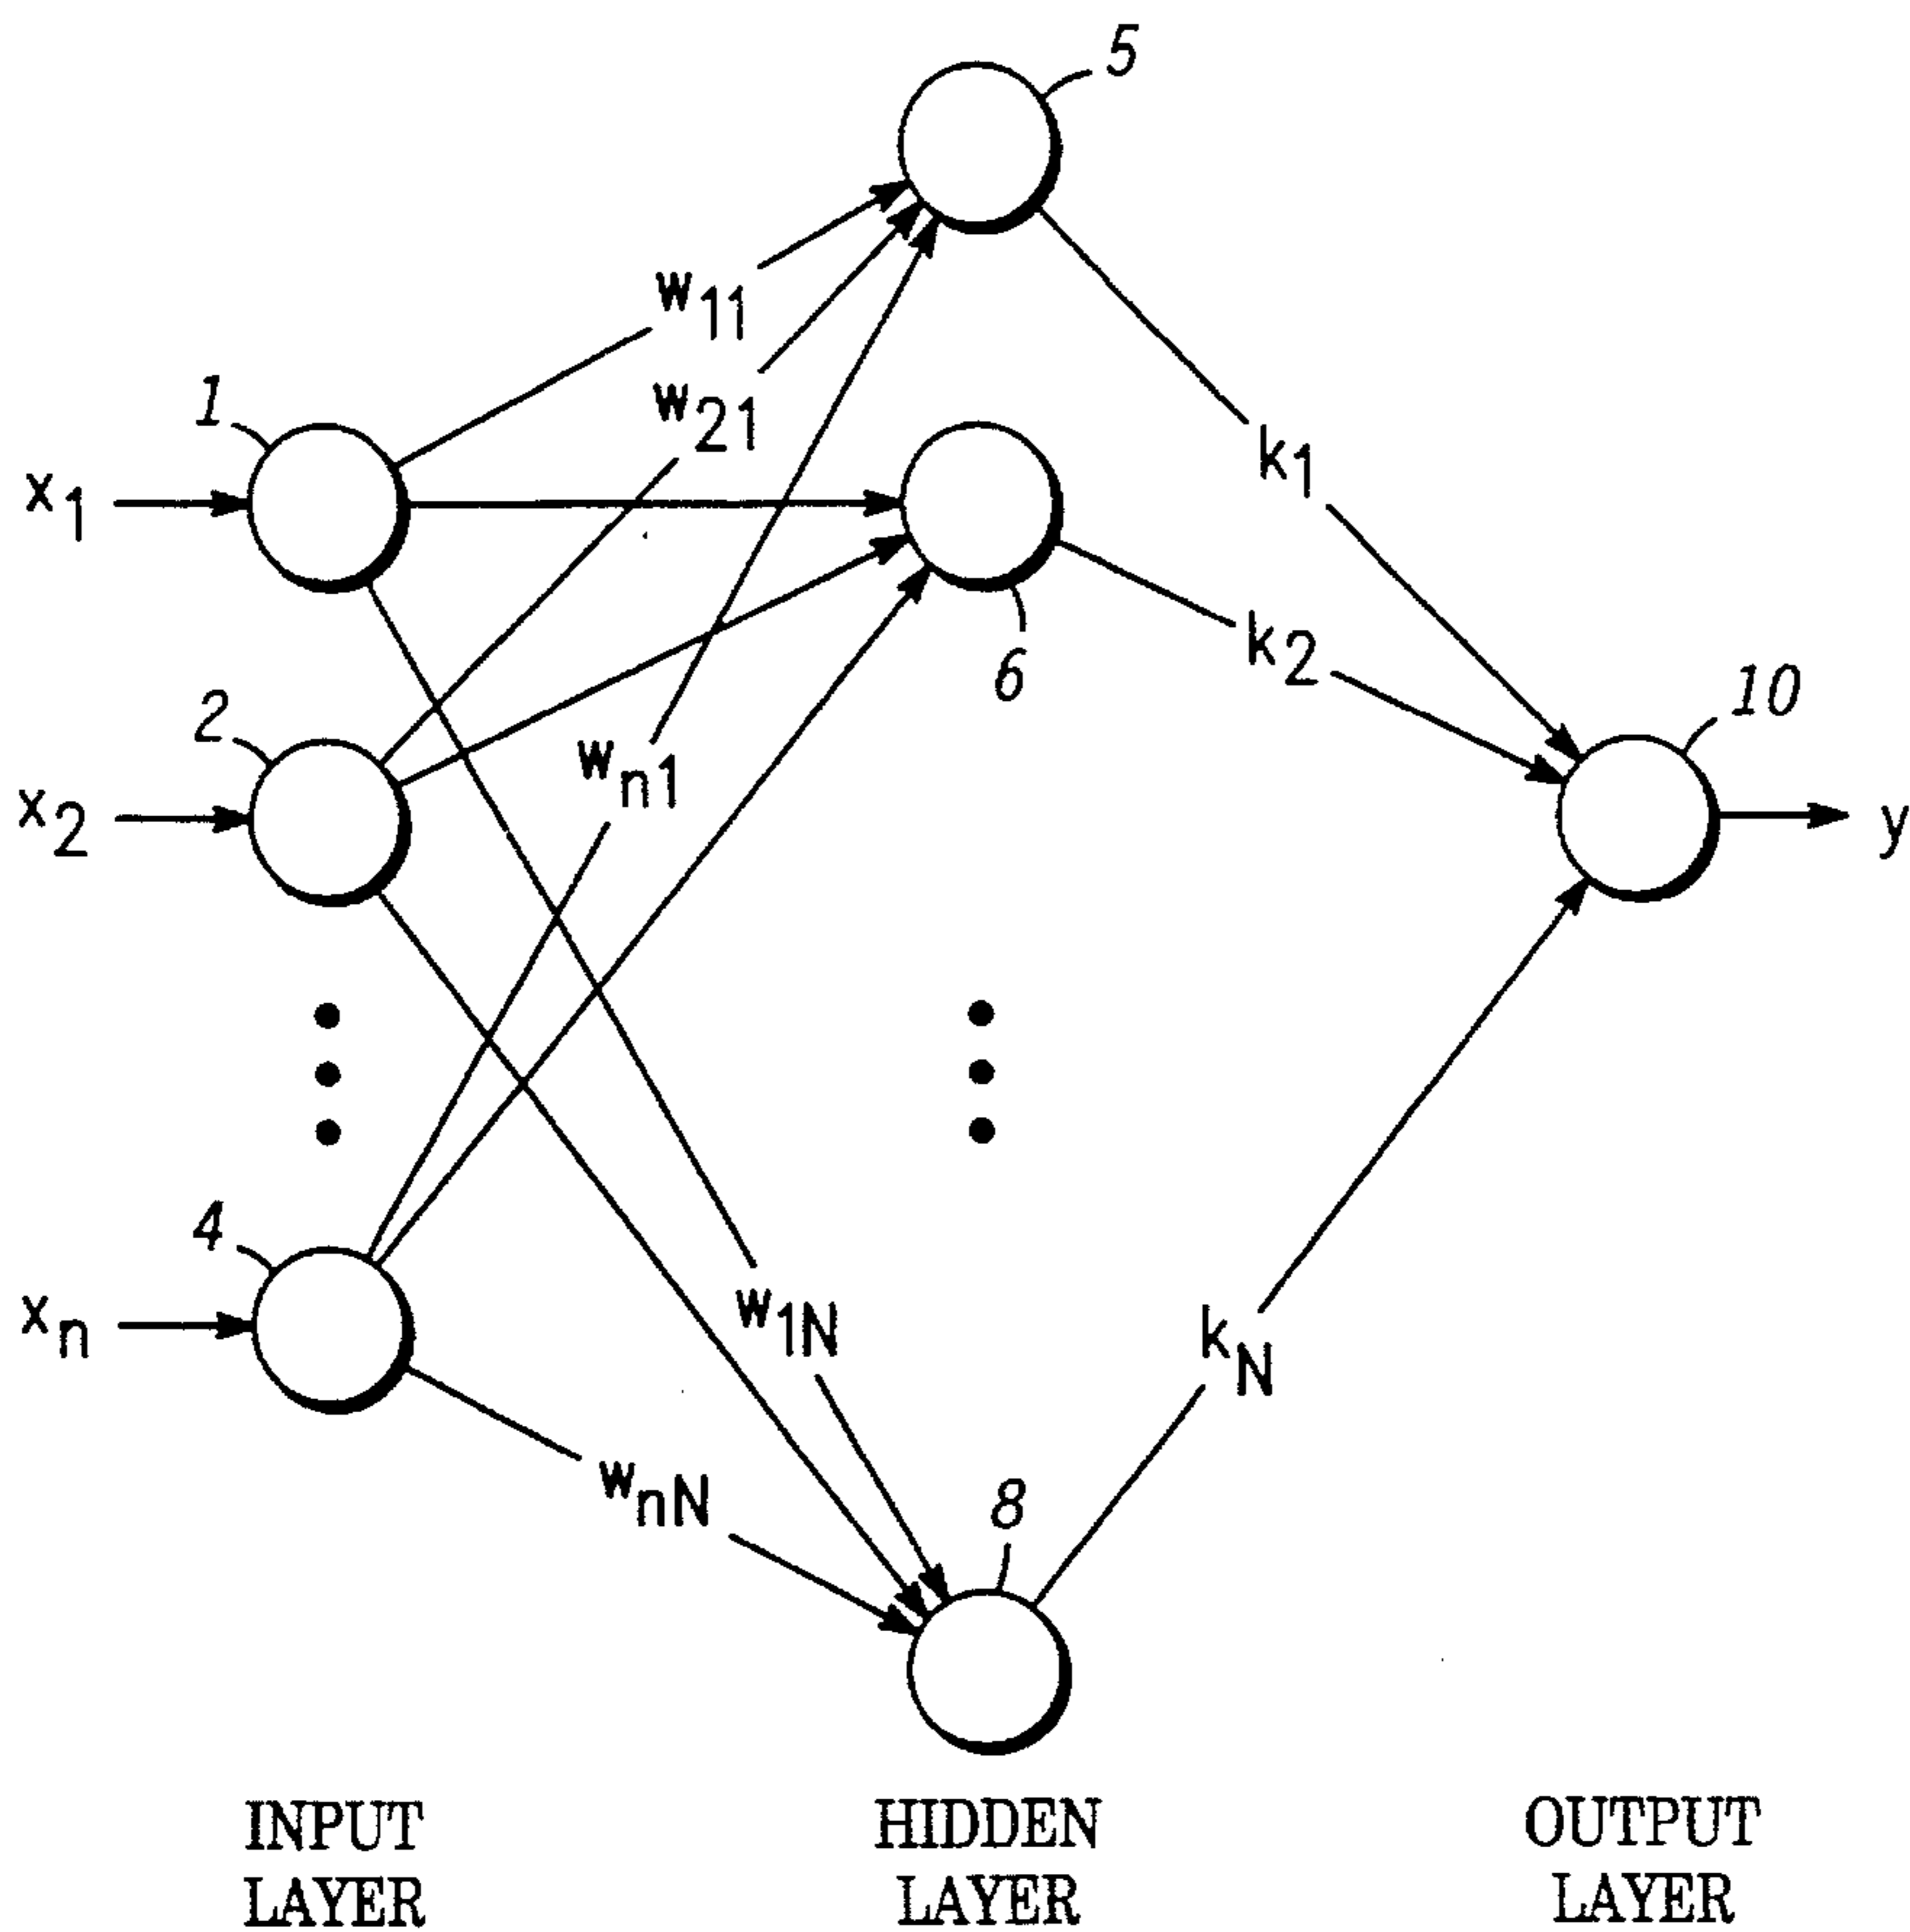 5
w11
1
w21
x1
k1
6
k2
2
10
wn1
x2
y
4
xn
w1N
kN
wnN
8
INPUT
LAYER
HIDDEN
LAYER
OUTPUT
LAYER